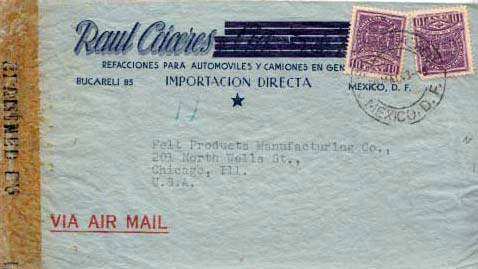 Raul Cáceres
REFACCIONES PARA AUTOMOVILES Y CAMIONES EN GEN
BUCARELI 85 IMPORTACION DIRECTA MEXICO, D. F.
MEXICO, D.F.
Felt Products Manufacturing Co.,
201 North Wells St.,
Chicago, Ill.
U.S.A.
VIA AIR MAIL